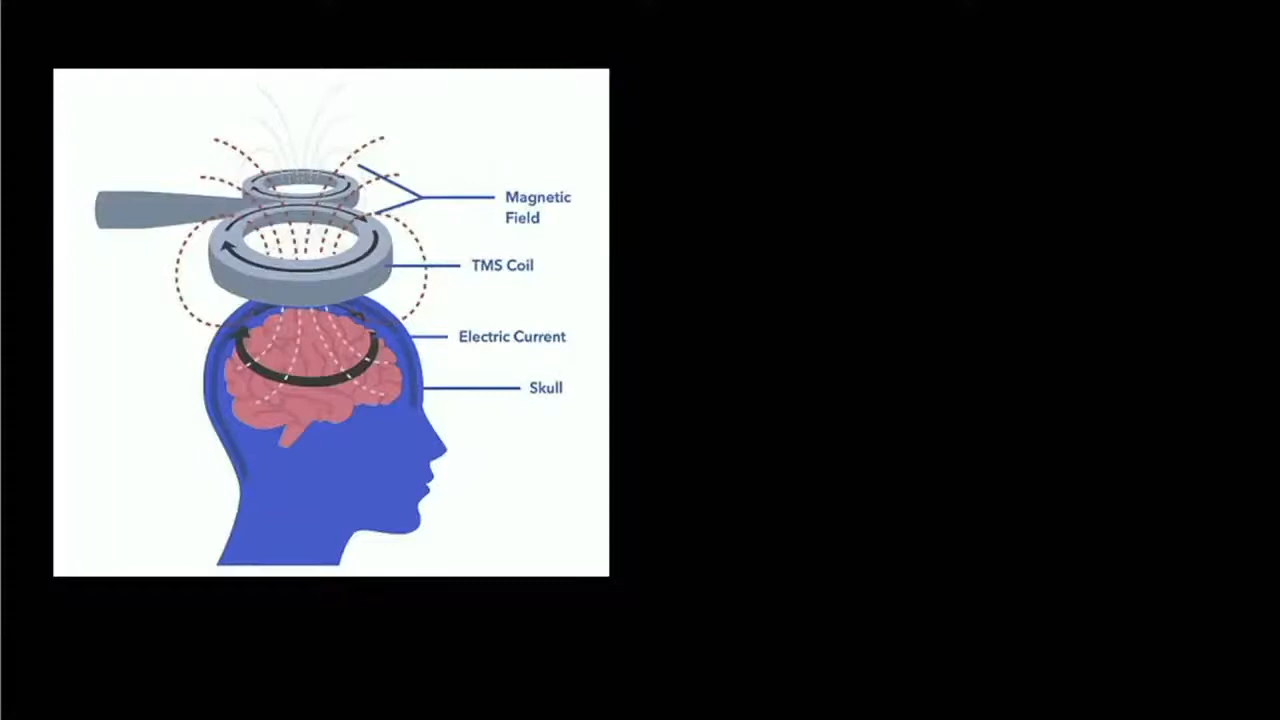 Magnetic
Field
TMS Coil
Electric Current
Skull